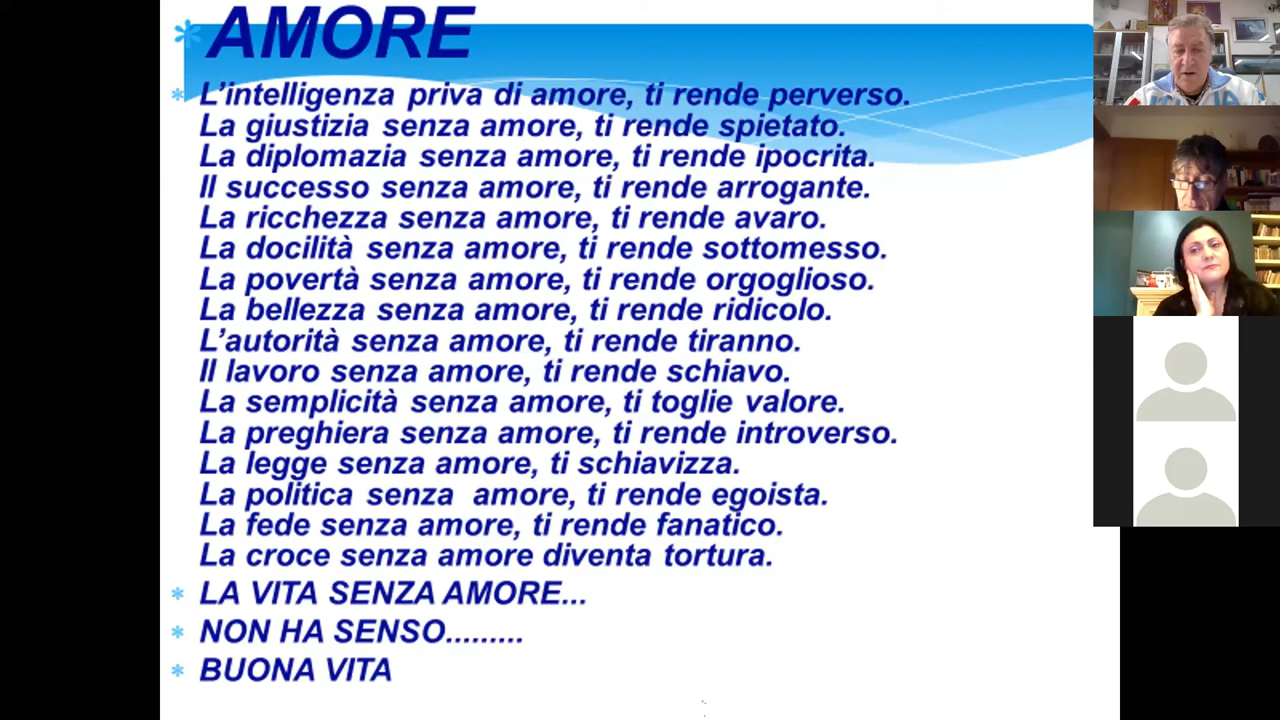 AMORE
L'intelligenza priva di amore, ti rende perverso.
La giustizia senza amore, ti rende spietato.
La diplomazia senza amore, ti rende ipocrita.
Il successo senza amore, ti rende arrogante.
La ricchezza senza amore, ti rende avaro.
La docilità senza amore, ti rende sottomesso.
La povertà senza amore, ti rende orgoglioso.
La bellezza senza amore, ti rende ridicolo.
L'autorità senza amore, ti rende tiranno.
Il lavoro senza amore, ti rende schiavo.
La semplicità senza amore, ti toglie valore.
La preghiera senza amore, ti rende introverso.
La legge senza amore, ti schiavizza.
La politica senza  amore, ti rende egoista.
La fede senza amore, ti rende fanatico.
La croce senza amore diventa tortura.
LA VITA SENZA AMORE...
NON HA SENSO.........
BUONA VITA